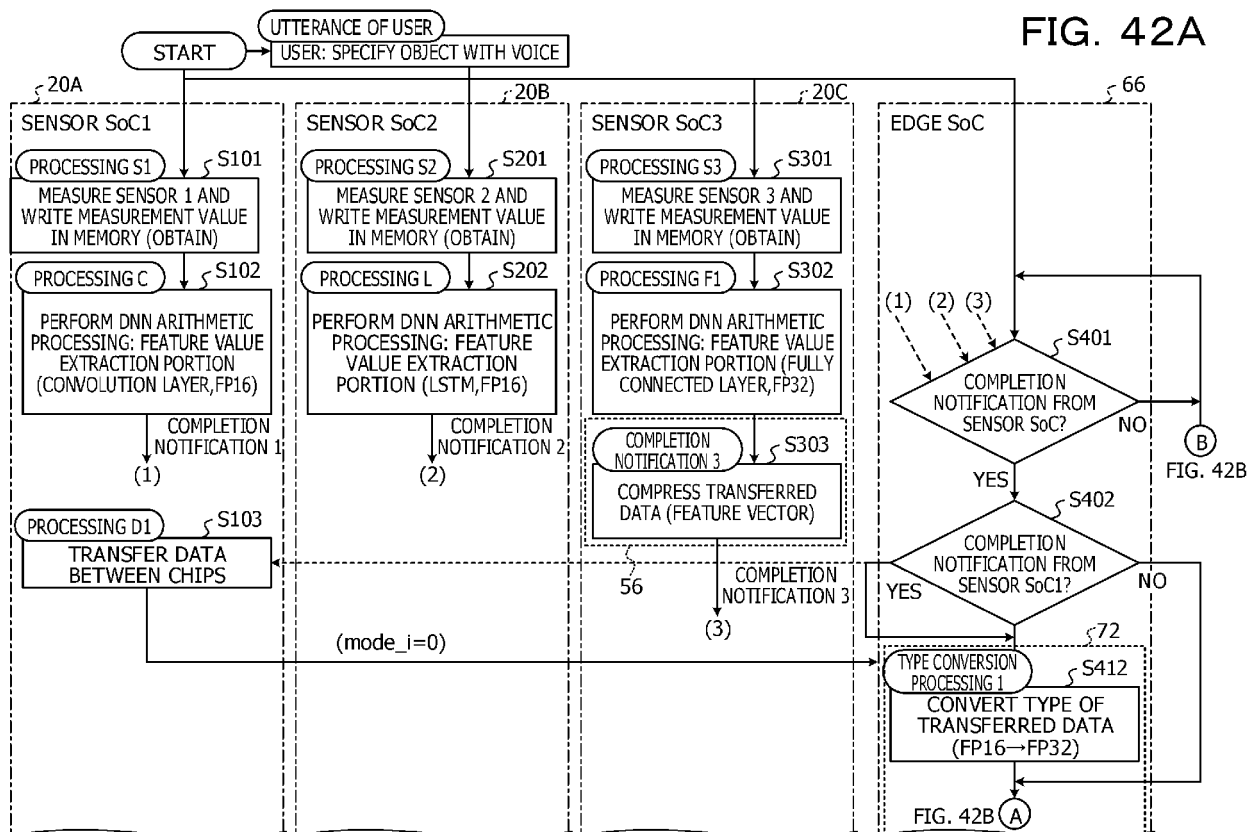 FIG. 42A
START
UTTERANCE OF USER
USER: SPECIFY OBJECT WITH VOICE
20A
SENSOR SoC1
PROCESSING S1
S101
MEASURE SENSOR 1 AND
WRITE MEASUREMENT VALUE
IN MEMORY (OBTAIN)
PROCESSING C
S102
PERFORM DNN ARITHMETIC
PROCESSING: FEATURE VALUE
EXTRACTION PORTION
(CONVOLUTION LAYER,FP16)
COMPLETION
NOTIFICATION 1
(1)
PROCESSING D1
S103
TRANSFER DATA
BETWEEN CHIPS
(mode_i=0)
20B
SENSOR SoC2
PROCESSING S2
S201
MEASURE SENSOR 2 AND
WRITE MEASUREMENT VALUE
IN MEMORY (OBTAIN)
PROCESSING L
S202
PERFORM DNN ARITHMETIC
PROCESSING: FEATURE
VALUE EXTRACTION
PORTION (LSTM,FP16)
COMPLETION
NOTIFICATION 2
(2)
20C
SENSOR SoC3
PROCESSING S3
S301
MEASURE SENSOR 3 AND
WRITE MEASUREMENT VALUE
IN MEMORY (OBTAIN)
PROCESSING F1
S302
PERFORM DNN ARITHMETIC
PROCESSING: FEATURE VALUE
EXTRACTION PORTION (FULLY
CONNECTED LAYER,FP32)
COMPLETION
NOTIFICATION 3
S303
COMPRESS TRANSFERRED
DATA (FEATURE VECTOR)
56
COMPLETION
NOTIFICATION 3
(3)
66
EDGE SoC
(1)
(2)
(3)
S401
COMPLETION
NOTIFICATION FROM
SENSOR SoC?
NO
B
FIG. 42B
YES
S402
COMPLETION
NOTIFICATION FROM
SENSOR SoC1?
YES
NO
72
TYPE CONVERSION
PROCESSING 1
S412
CONVERT TYPE OF
TRANSFERRED DATA
(FP16→FP32)
FIG. 42B
A